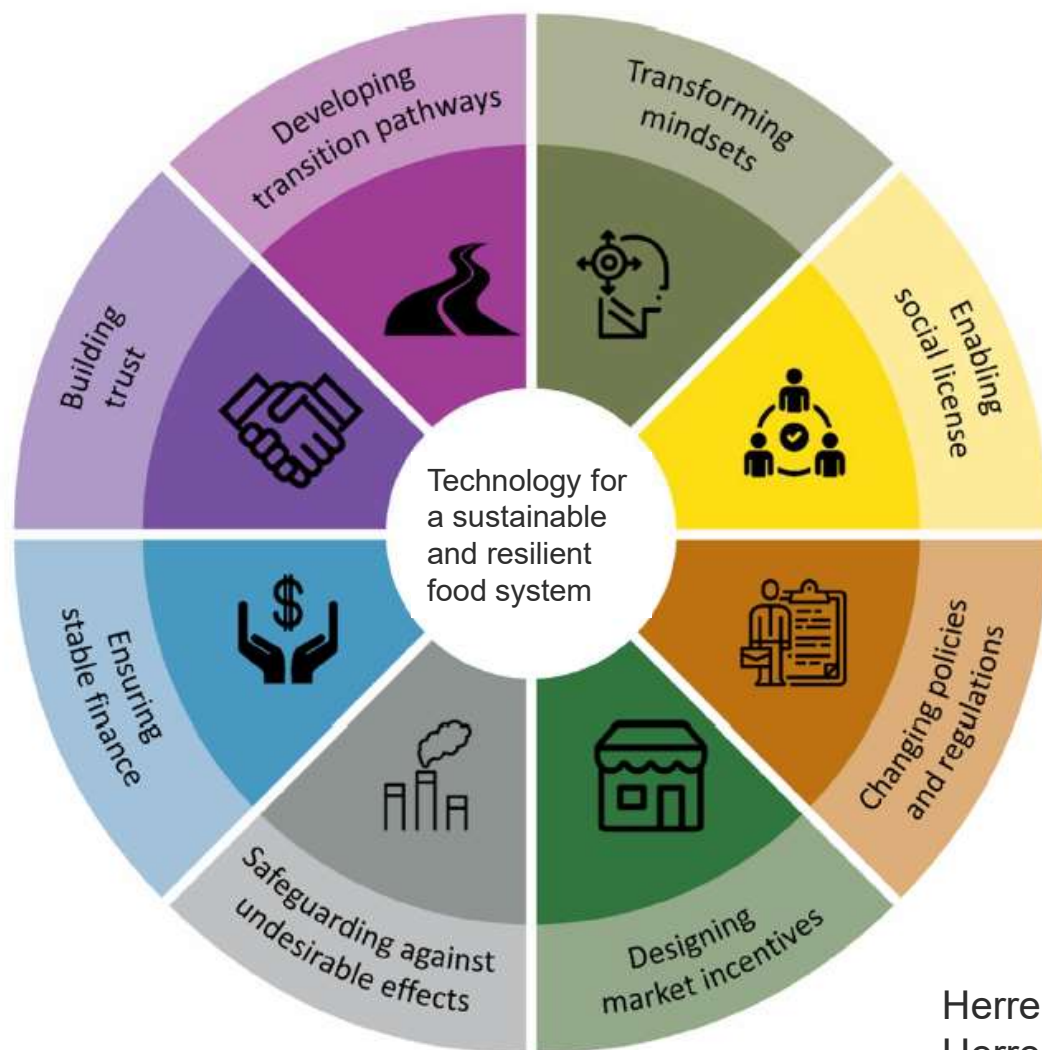 Developing
transition pathways
Transforming
mindsets
Enabling
social license
Changing policies
and regulations
Designing
market incentives
Safeguarding against
undesirable effects
Ensuring
stable finance
Building
trust
Technology for
a sustainable
and resilient
food system
$
Herre